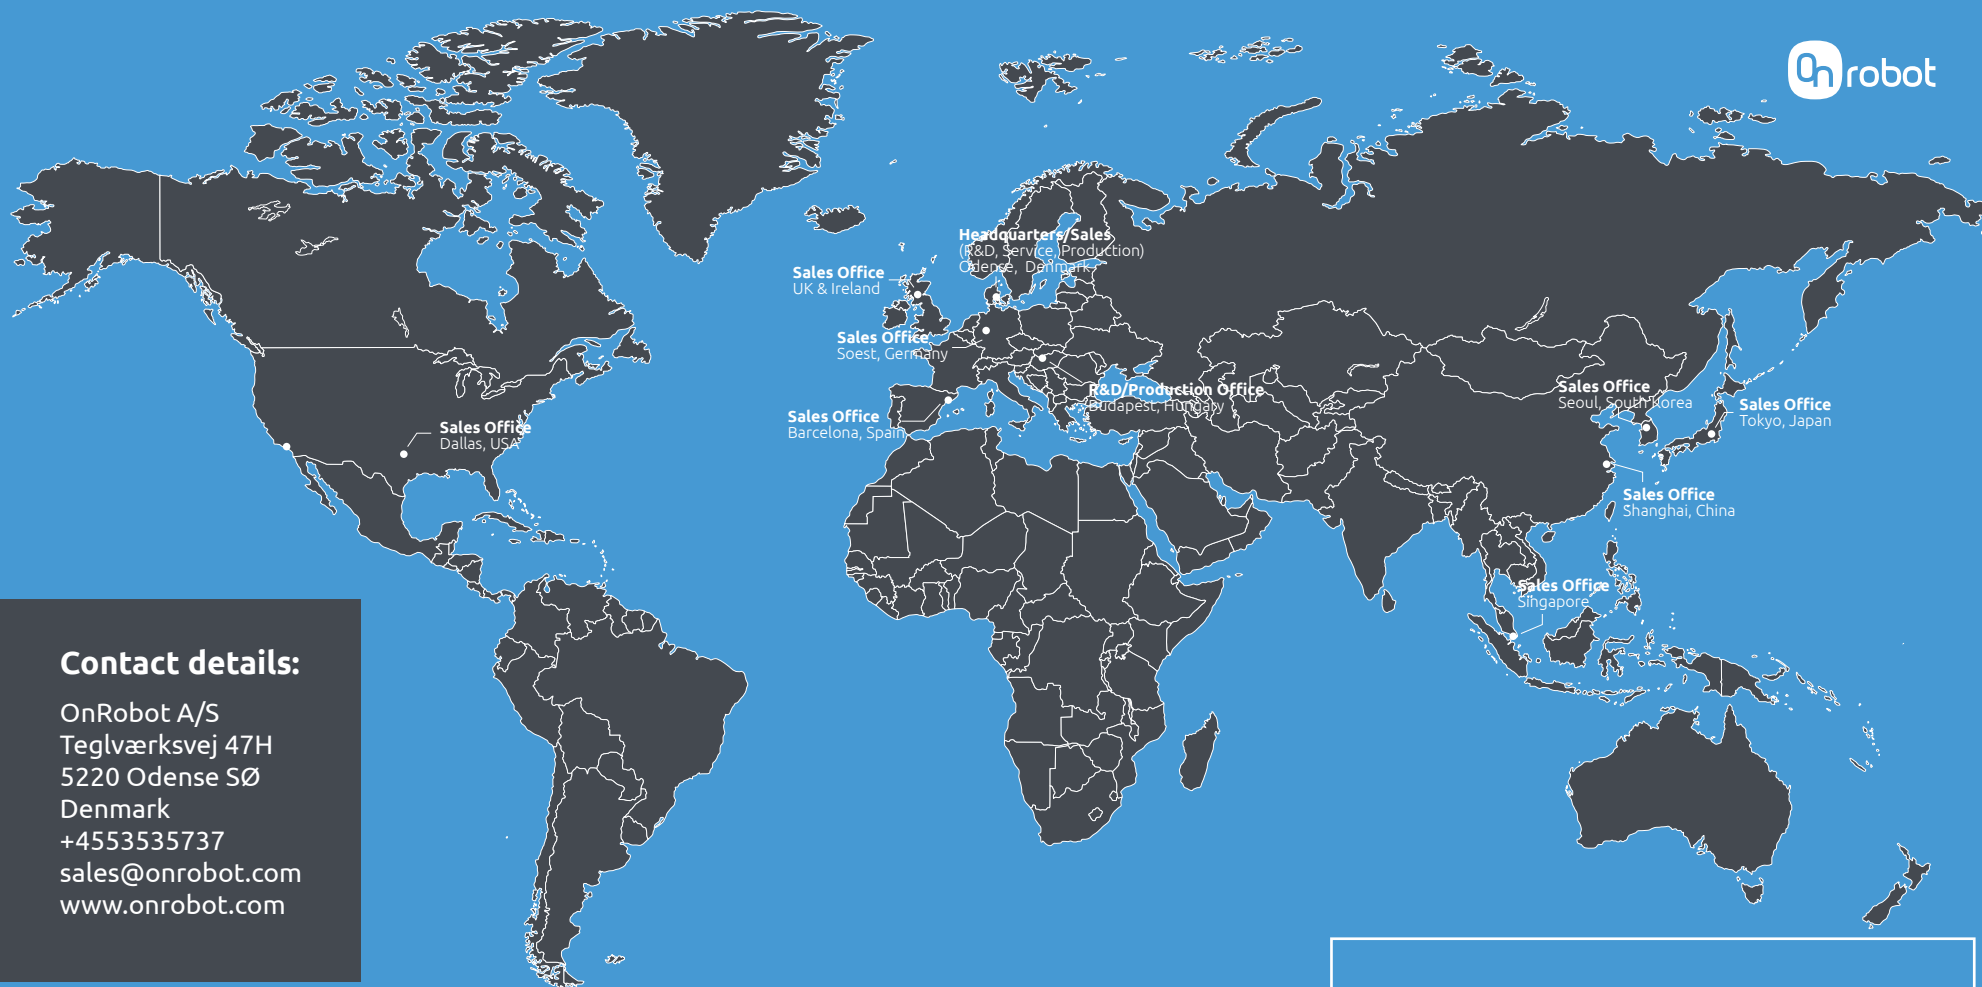 On robot
Headquarters/Sales
(R&D, Service, Production)
Odense, Denmark
Sales Office
UK & Ireland
Sales Office
Soest, Germany
R&D/Production Office
Budapest, Hungary
Sales Office
Barcelona, Spain
Sales Office
Dallas, USA
Sales Office
Seoul, South Korea
Sales Office
Tokyo, Japan
Sales Office
Shanghai, China
Sales Office
Singapore
Contact details:
OnRobot A/S
Teglværksvej 47H
5220 Odense SØ
Denmark
+4553535737
sales@onrobot.com
www.onrobot.com